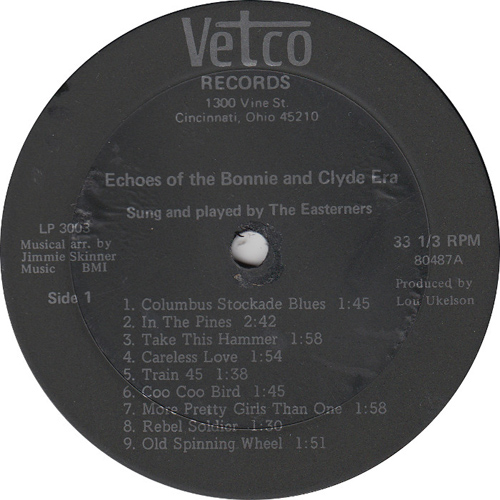 Vetco
RECORDS
1300 Vine St.
Cincinnati, Ohio 45210
Echoes of the Bonnie and Clyde Era
Sung and played by The Easterners
LP 3003
Musical arr. by
Jimmie Skinner
Music BMI
Side 1
33 1/3 RPM
80487A
Produced by
Lou Ukelson
1. Columbus Stockade Blues 1:45
2. In The Pines 2:42
3. Take This Hammer 1:58
4. Careless Love 1:54
5. Train 45 1:38
6. Coo Coo Bird 1:45
7. More Pretty Girls Than One 1:58
8. Rebel Soldier 1:30
9. Old Spinning Wheel 1:51